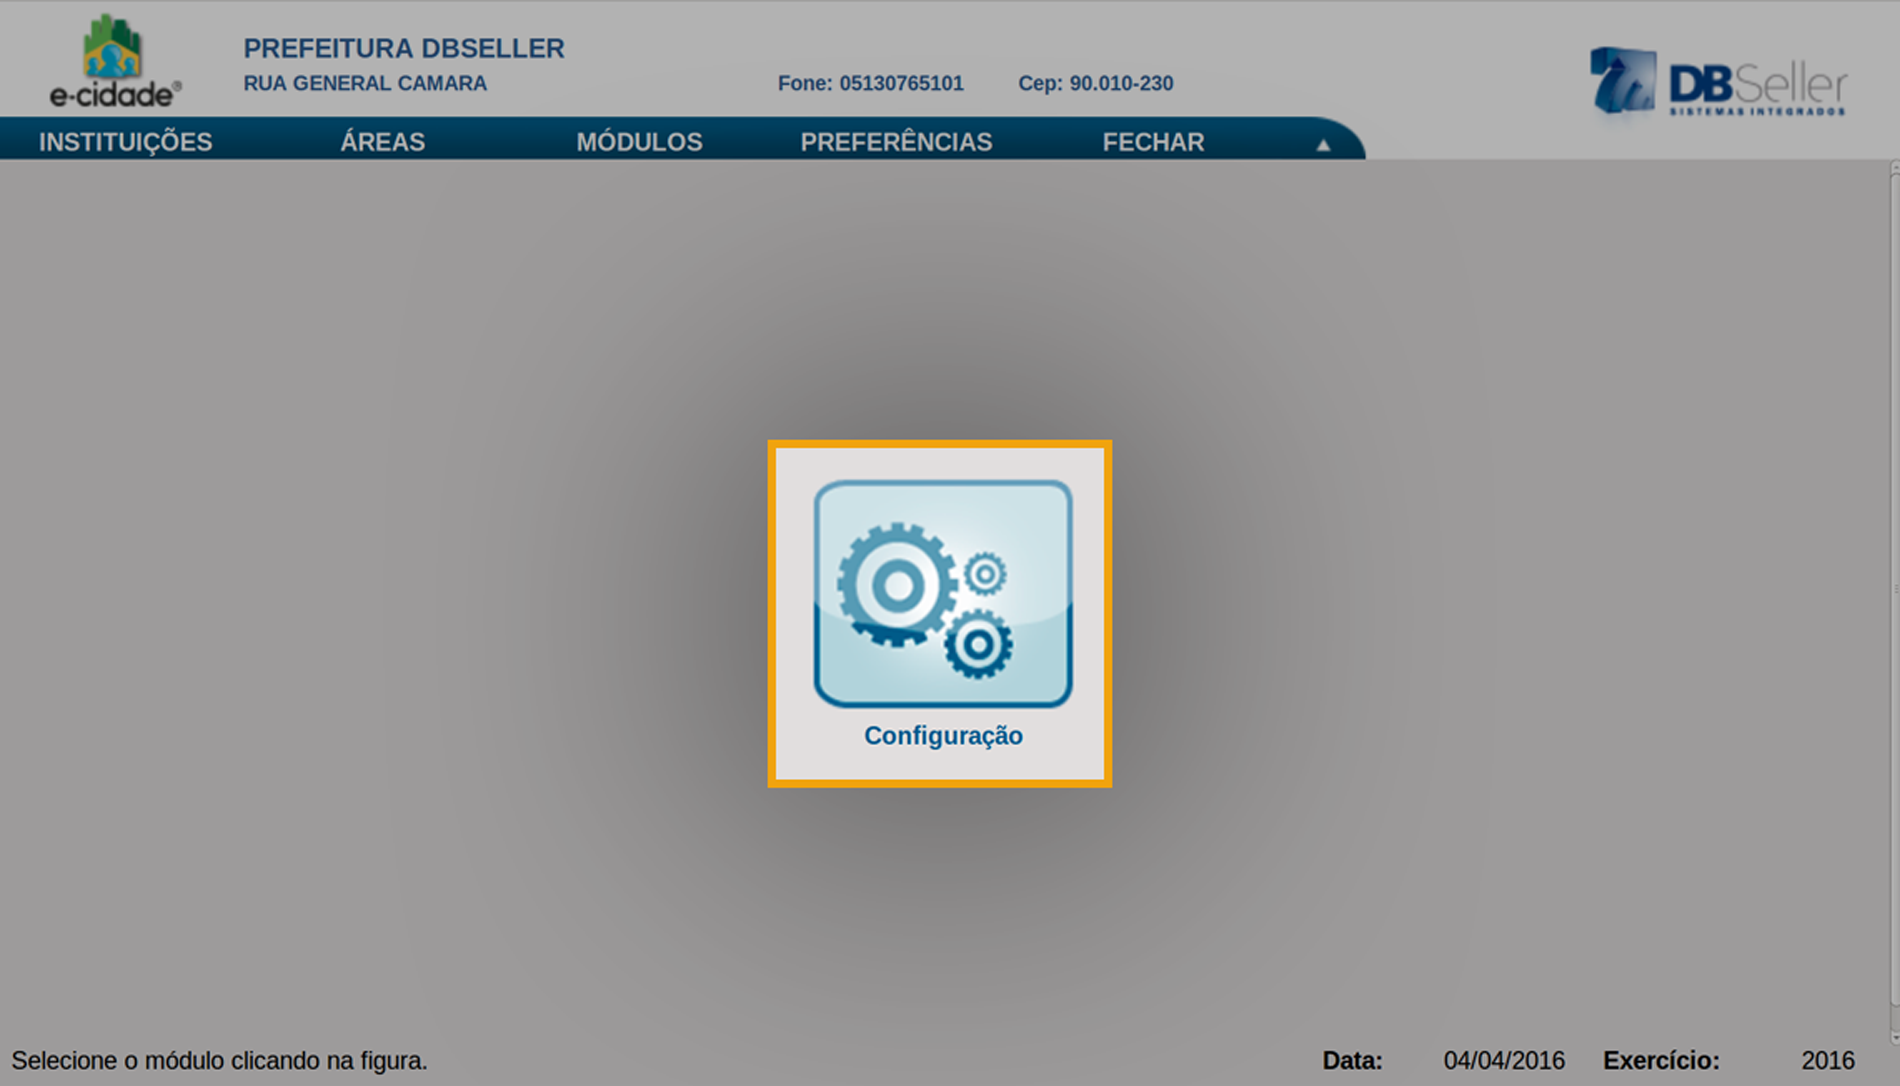 PREFEITURA DBSELLER
e-cidade®
RUA GENERAL CAMARA Fone: 05130765101 Cep: 90.010-230
DBSeller
SISTEMAS INTEGRADOS
INSTITUIÇÕES ÁREAS MÓDULOS PREFERÊNCIAS FECHAR ▲
Configuração
Selecione o módulo clicando na figura. Data: 04/04/2016 Exercício: 2016